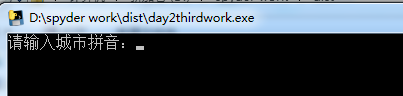 D:\spyder work\dist\day2thirdwork.exe
请输入城市拼音：